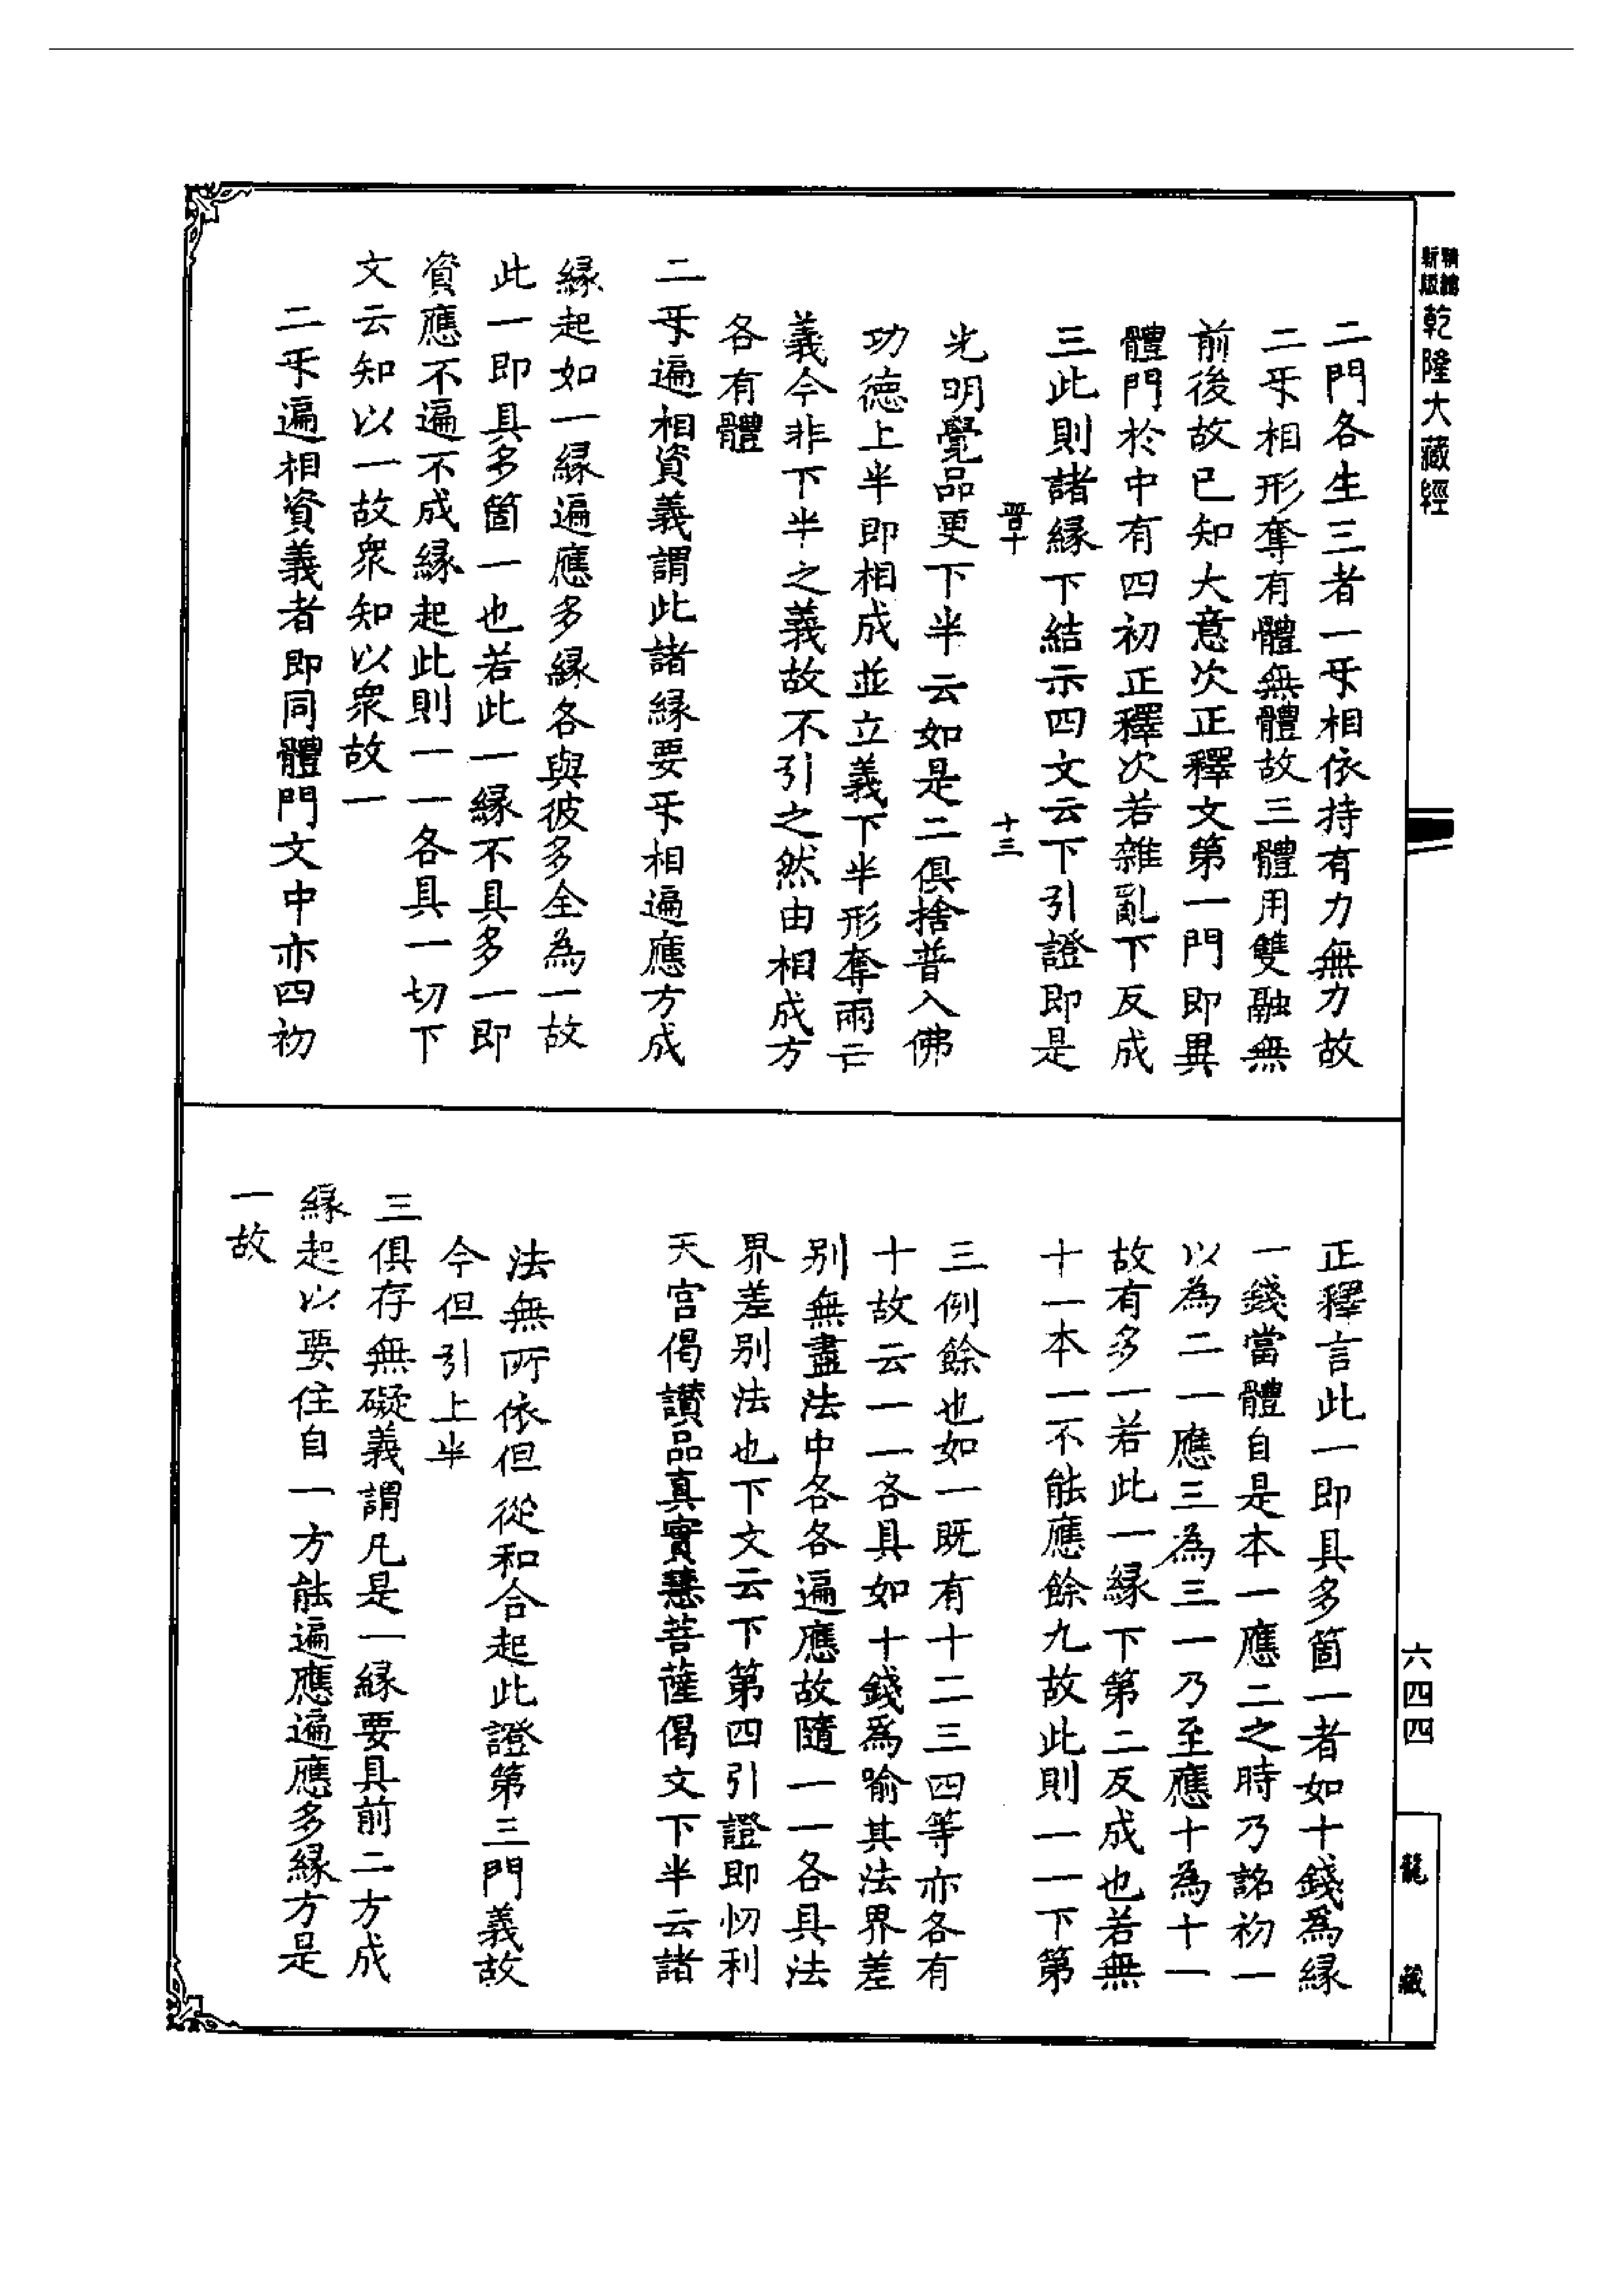 新版
精縮
乾隆大藏經
二門各生三者一𠄔相依持有力無力故
二𠄔相形奪有體無體故三體用雙融無
前後故已知大意次正釋文第一門即異
體門於中有四初正釋次若雜亂下反成
三此則諸緣下結示四文云下引證即是
晉十
十三
光明覺品更下半云如是二俱捨普入佛
功德上半即相成並立義下半形奪兩亡
義今非下半之義故不引之然由相成方
各有體
二𠄔遍相資義謂此諸緣要𠄔相遍應方成
緣起如一緣遍應多緣各與彼多全為一故
此一即具多箇一也若此一緣不具多一即
資應不遍不成緣起此則一一各具一切下
文云知以一故衆知以衆故一
二𠄔遍相資義者即同體門文中亦四初
正釋言此一即具多箇一者如十錢為緣
一錢當體自是本一應二之時乃詺初一
以為二一應三為三一乃至應十為十一
故有多一若此一緣下第二反成也若無
十一本一不能應餘九故此則一一下第
三例餘也如一既有十二三四等亦各有
十故云一一各具如十錢為喻其法界差
别無盡法中各各遍應故隨一一各具法
界差别法也下文云下第四引證即忉利
天宫偈讚品真實慧菩薩偈文下半云諸
法無所依但從和合起此證第三門義故
今但引上半
三俱存無礙義謂凡是一緣要具前二方成
緣起以要住自一方能遍應遍應多緣方是
一故
六四四
龍藏